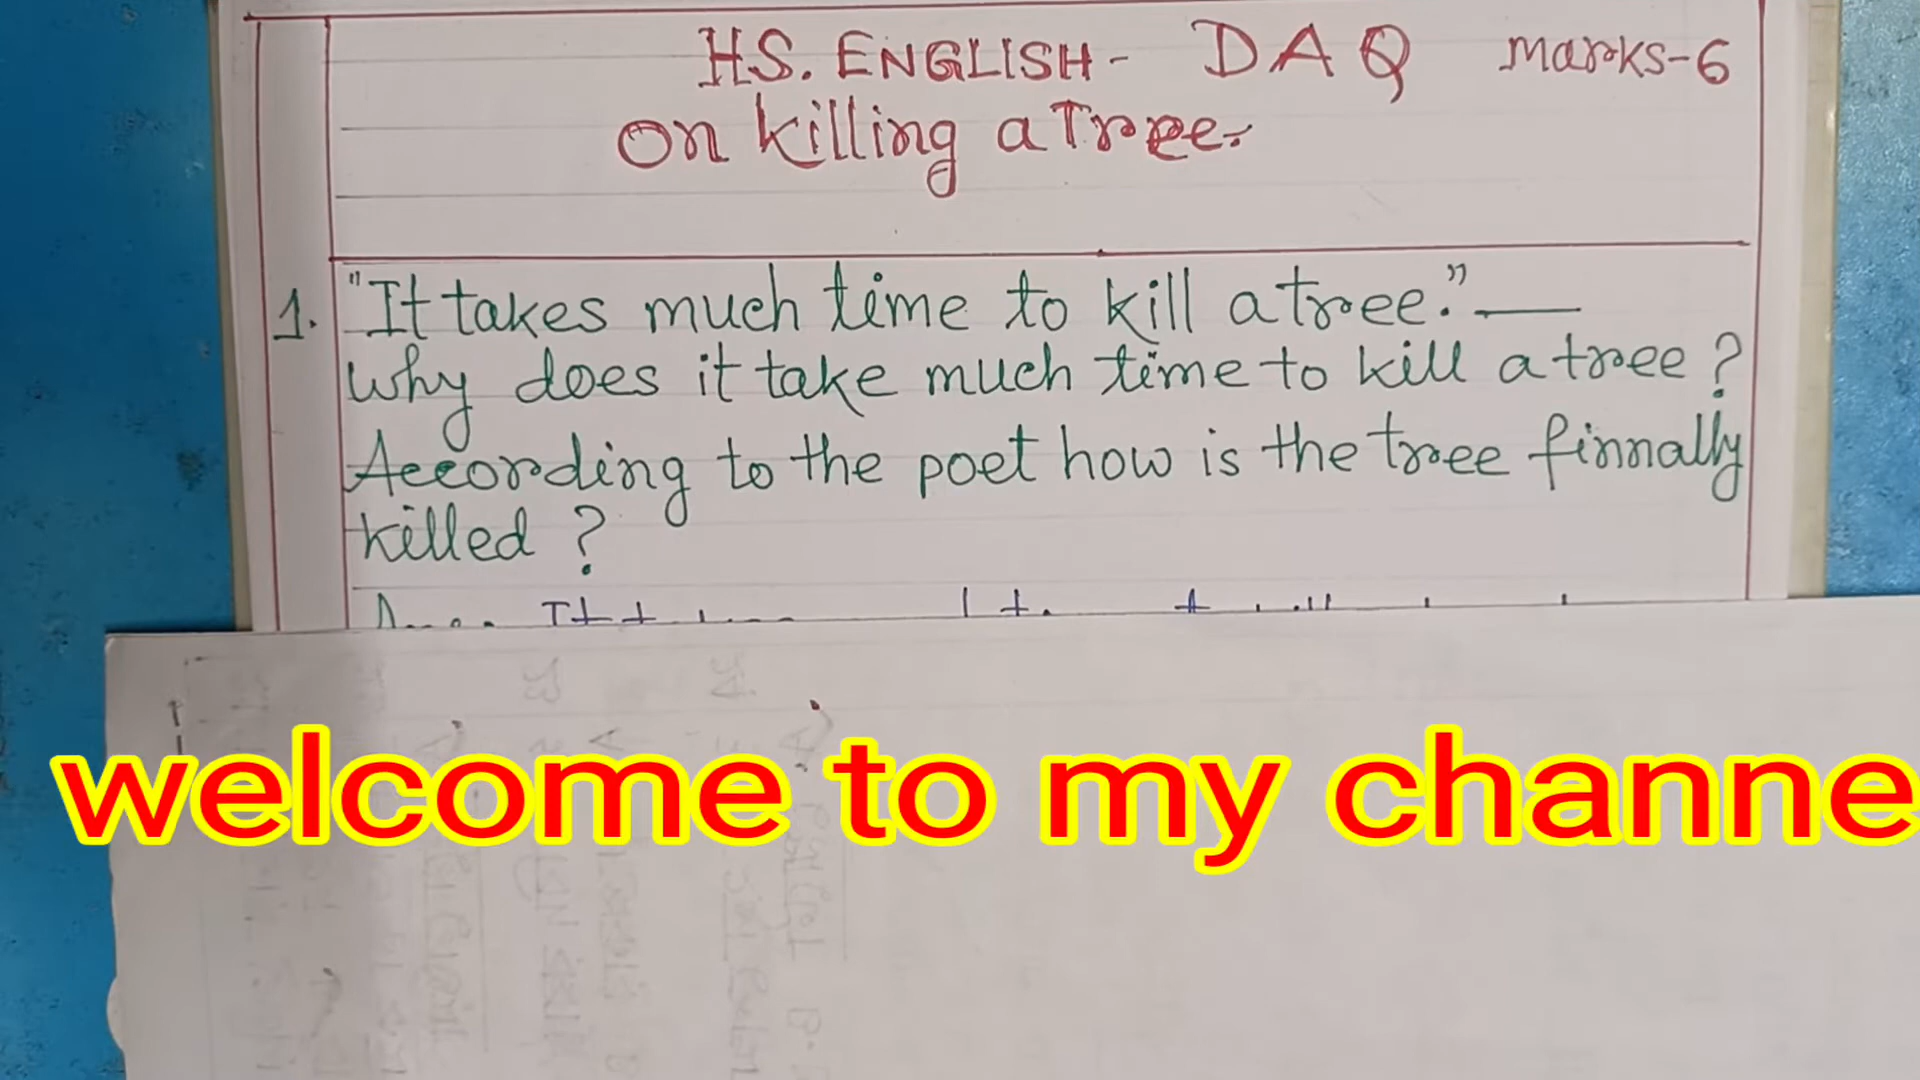 HS. ENGLISH- DAQ Marks-6
On killing a Tree.
1. "It takes much time to kill a tree." —
Why does it take much time to kill a tree?
According to the poet how is the tree finnally
killed?
welcome to my channe